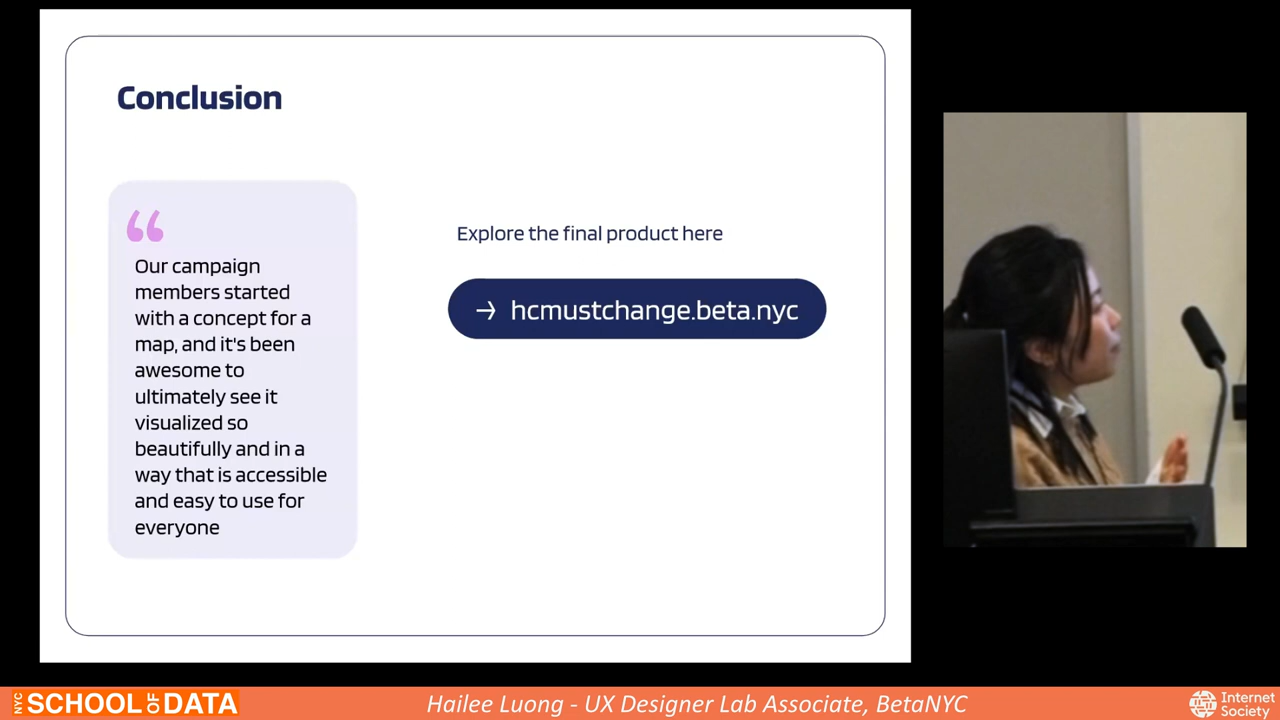 Conclusion
“
Our campaign
members started
with a concept for a
map, and it's been
awesome to
ultimately see it
visualized so
beautifully and in a
way that is accessible
and easy to use for
everyone
Explore the final product here
→ hcmustchange.beta.nyc
NYC SCHOOL OF DATA
Hailee Luong - UX Designer Lab Associate, BetaNYC
Internet
Society